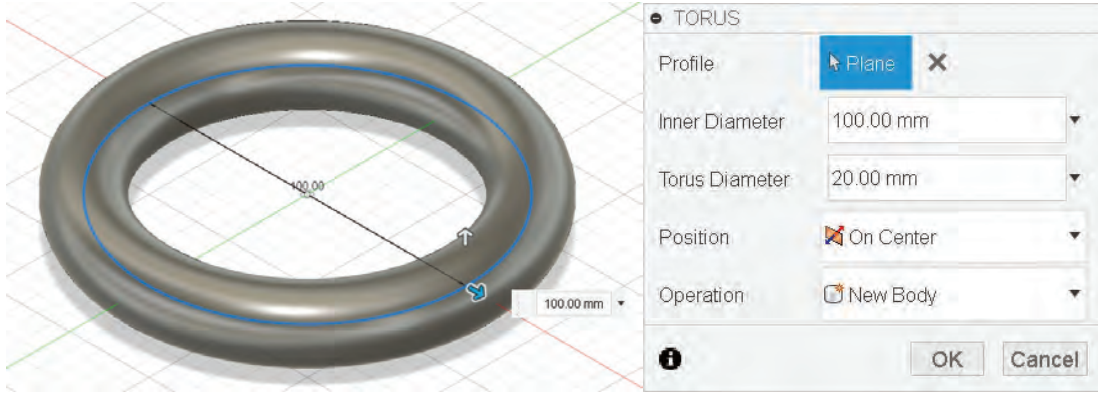 100.00
100.00 mm
TORUS
Profile
Plane
Inner Diameter
100.00 mm
Torus Diameter
20.00 mm
Position
On Center
Operation
New Body
OK
Cancel